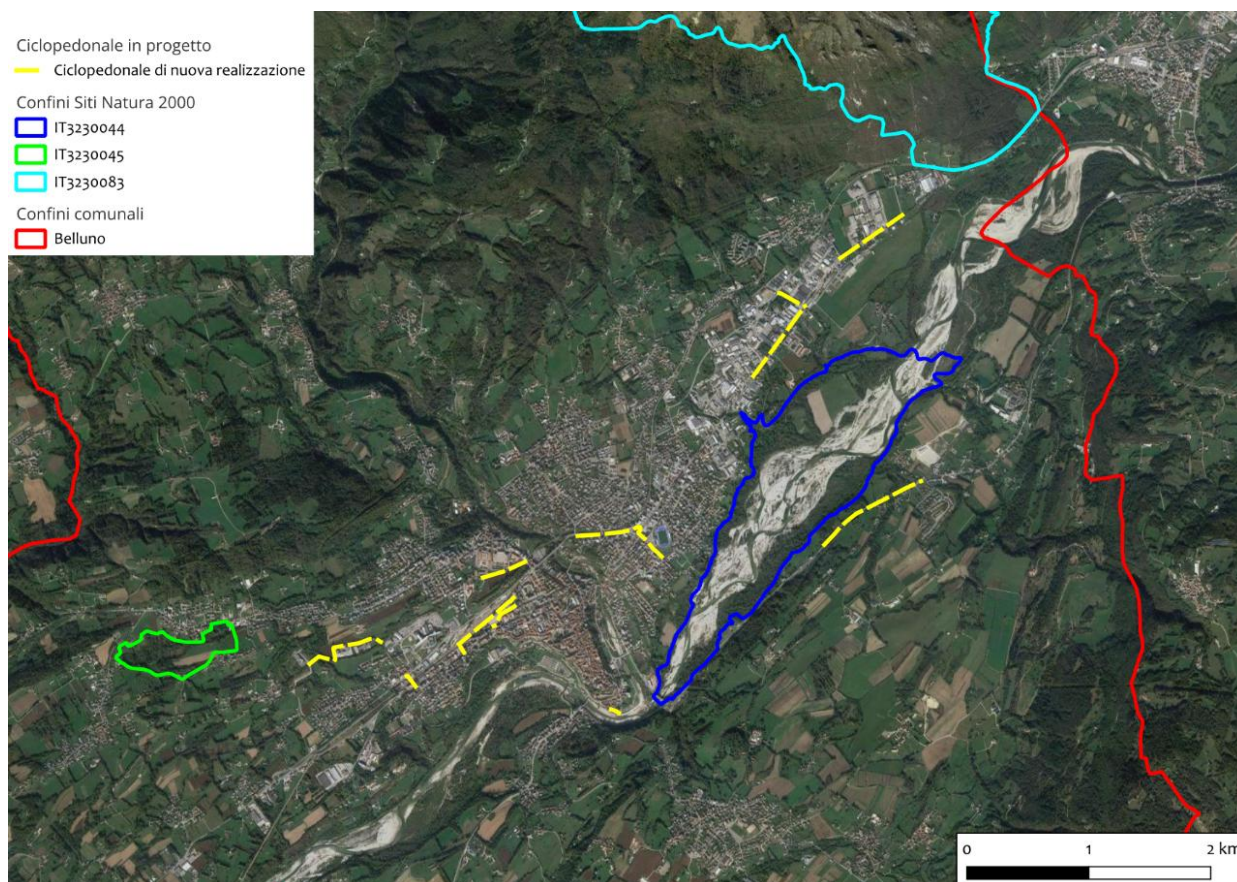 Ciclopedonale in progetto
Ciclopedonale di nuova realizzazione
Confini Siti Natura 2000
IT3230044
IT3230045
IT3230083
Confini comunali
Belluno
0 1 2 km